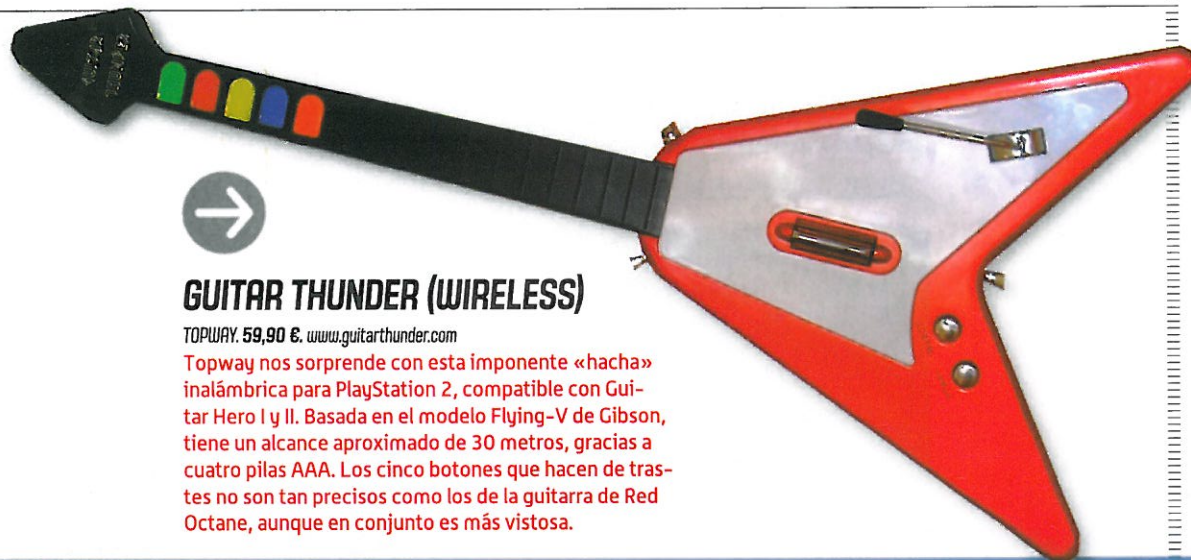 GUITAR
THUNDER
GUITAR THUNDER (WIRELESS)
TOPWAY. 59,90 €. www.guitarthunder.com
Topway nos sorprende con esta imponente «hacha»
inalámbrica para PlayStation 2, compatible con Gui-
tar Hero I y II. Basada en el modelo Flying-V de Gibson,
tiene un alcance aproximado de 30 metros, gracias a
cuatro pilas AAA. Los cinco botones que hacen de tras-
tes no son tan precisos como los de la guitarra de Red
Octane, aunque en conjunto es más vistosa.